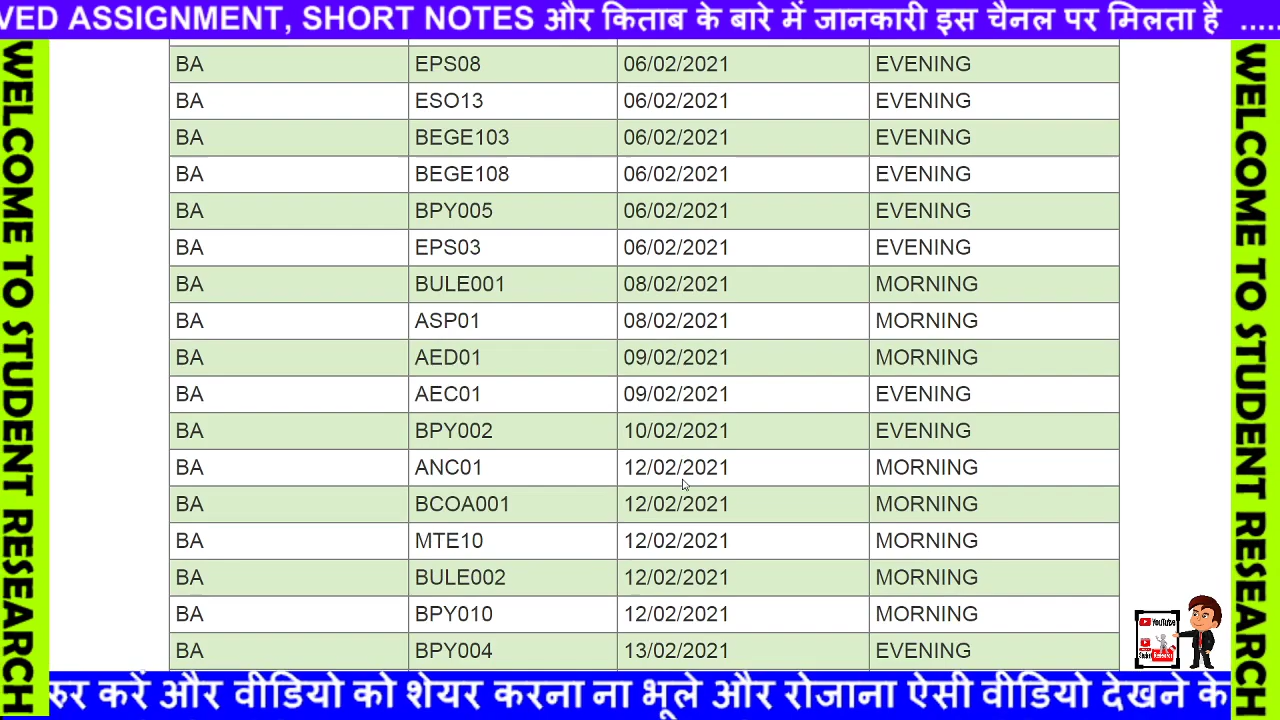 VED ASSIGNMENT, SHORT NOTES और किताब के बारे में जानकारी इस चैनल पर मिलता है .....
WELCOME TO STUDENT RESEARCH
BA EPS08 06/02/2021 EVENING
BA ESO13 06/02/2021 EVENING
BA BEGE103 06/02/2021 EVENING
BA BEGE108 06/02/2021 EVENING
BA BPY005 06/02/2021 EVENING
BA EPS03 06/02/2021 EVENING
BA BULE001 08/02/2021 MORNING
BA ASP01 08/02/2021 MORNING
BA AED01 09/02/2021 MORNING
BA AEC01 09/02/2021 EVENING
BA BPY002 10/02/2021 EVENING
BA ANC01 12/02/2021 MORNING
BA BCOA001 12/02/2021 MORNING
BA MTE10 12/02/2021 MORNING
BA BULE002 12/02/2021 MORNING
BA BPY010 12/02/2021 MORNING
BA BPY004 13/02/2021 EVENING
WELCOME TO STUDENT RESEARCH
YouTube
रुर करें और वीडियो को शेयर करना ना भूले और रोजाना ऐसी वीडियो देखने के